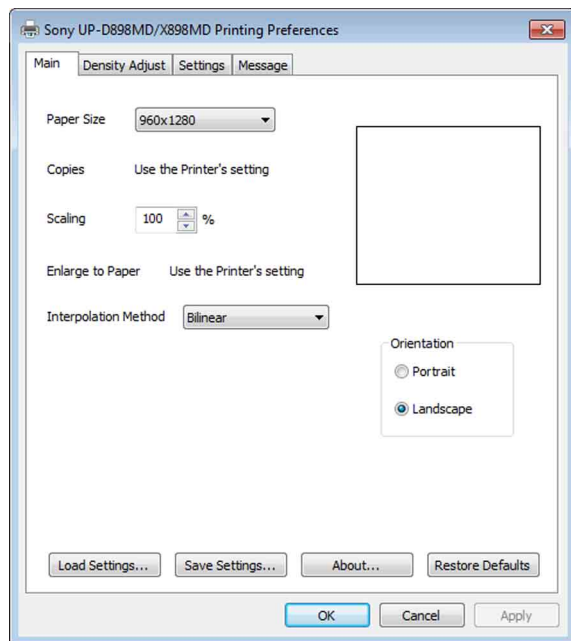 Sony UP-D898MD/X898MD Printing Preferences
Main Density Adjust Settings Message
Paper Size 960x1280
Copies Use the Printer's setting
Scaling 100 %
Enlarge to Paper Use the Printer's setting
Interpolation Method Bilinear
Orientation
Portrait
Landscape
Load Settings... Save Settings... About... Restore Defaults
OK Cancel Apply